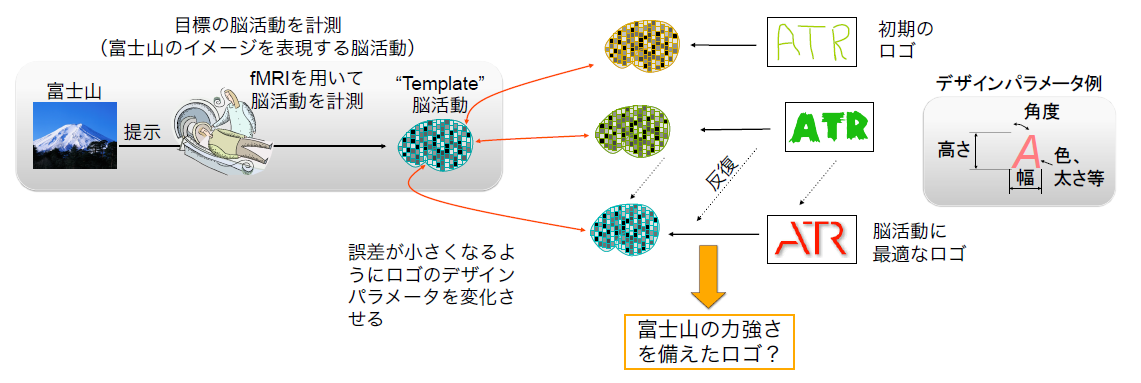 目標の脳活動を計測
（富士山のイメージを表現する脳活動）
富士山
提示
fMRIを用いて
脳活動を計測
“Template”
脳活動
ATR
初期の
ロゴ
ATR
反復
ATR
脳活動に
最適なロゴ
誤差が小さくなるよ
うにロゴのデザイン
パラメータを変化さ
せる
富士山の力強さ
を備えたロゴ？
デザインパラメータ例
角度
高さ
A
色、
太さ等
幅